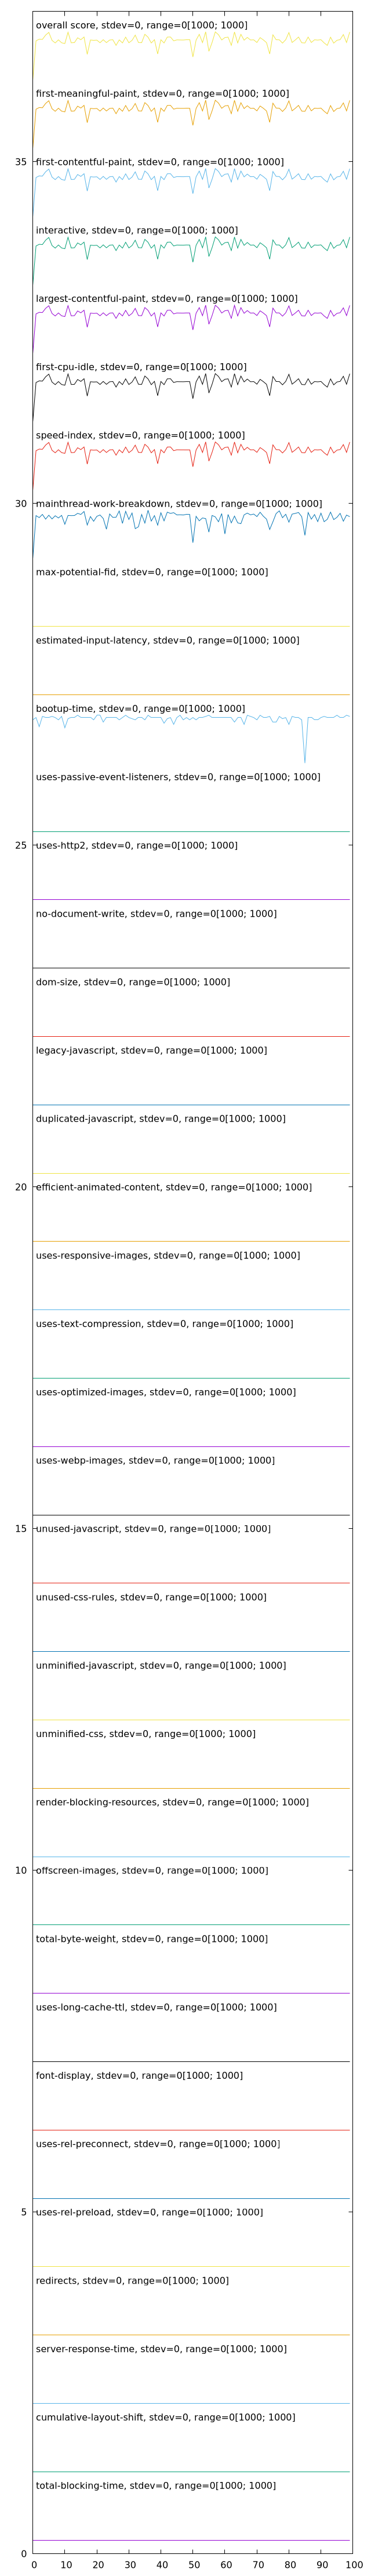 overall score, stdev=0, range=0[1000; 1000]
first-meaningful-paint, stdev=0, range=0[1000; 1000]
35
first-contentful-paint, stdev=0, range=0[1000; 1000]
interactive, stdev=0, range=0[1000; 1000]
largest-contentful-paint, stdev=0, range=0[1000; 1000]
first-cpu-idle, stdev=0, range=0[1000; 1000]
speed-index, stdev=0, range=0[1000; 1000]
30
mainthread-work-breakdown, stdev=0, range=0[1000; 1000]
max-potential-fid, stdev=0, range=0[1000; 1000]
estimated-input-latency, stdev=0, range=0[1000; 1000]
bootup-time, stdev=0, range=0[1000; 1000]
uses-passive-event-listeners, stdev=0, range=0[1000; 1000]
25
uses-http2, stdev=0, range=0[1000; 1000]
no-document-write, stdev=0, range=0[1000; 1000]
dom-size, stdev=0, range=0[1000; 1000]
legacy-javascript, stdev=0, range=0[1000; 1000]
duplicated-javascript, stdev=0, range=0[1000; 1000]
20
efficient-animated-content, stdev=0, range=0[1000; 1000]
uses-responsive-images, stdev=0, range=0[1000; 1000]
uses-text-compression, stdev=0, range=0[1000; 1000]
uses-optimized-images, stdev=0, range=0[1000; 1000]
uses-webp-images, stdev=0, range=0[1000; 1000]
15
unused-javascript, stdev=0, range=0[1000; 1000]
unused-css-rules, stdev=0, range=0[1000; 1000]
unminified-javascript, stdev=0, range=0[1000; 1000]
unminified-css, stdev=0, range=0[1000; 1000]
render-blocking-resources, stdev=0, range=0[1000; 1000]
10
offscreen-images, stdev=0, range=0[1000; 1000]
total-byte-weight, stdev=0, range=0[1000; 1000]
uses-long-cache-ttl, stdev=0, range=0[1000; 1000]
font-display, stdev=0, range=0[1000; 1000]
uses-rel-preconnect, stdev=0, range=0[1000; 1000]
5
uses-rel-preload, stdev=0, range=0[1000; 1000]
redirects, stdev=0, range=0[1000; 1000]
server-response-time, stdev=0, range=0[1000; 1000]
cumulative-layout-shift, stdev=0, range=0[1000; 1000]
total-blocking-time, stdev=0, range=0[1000; 1000]
0
0 10 20 30 40 50 60 70 80 90 100